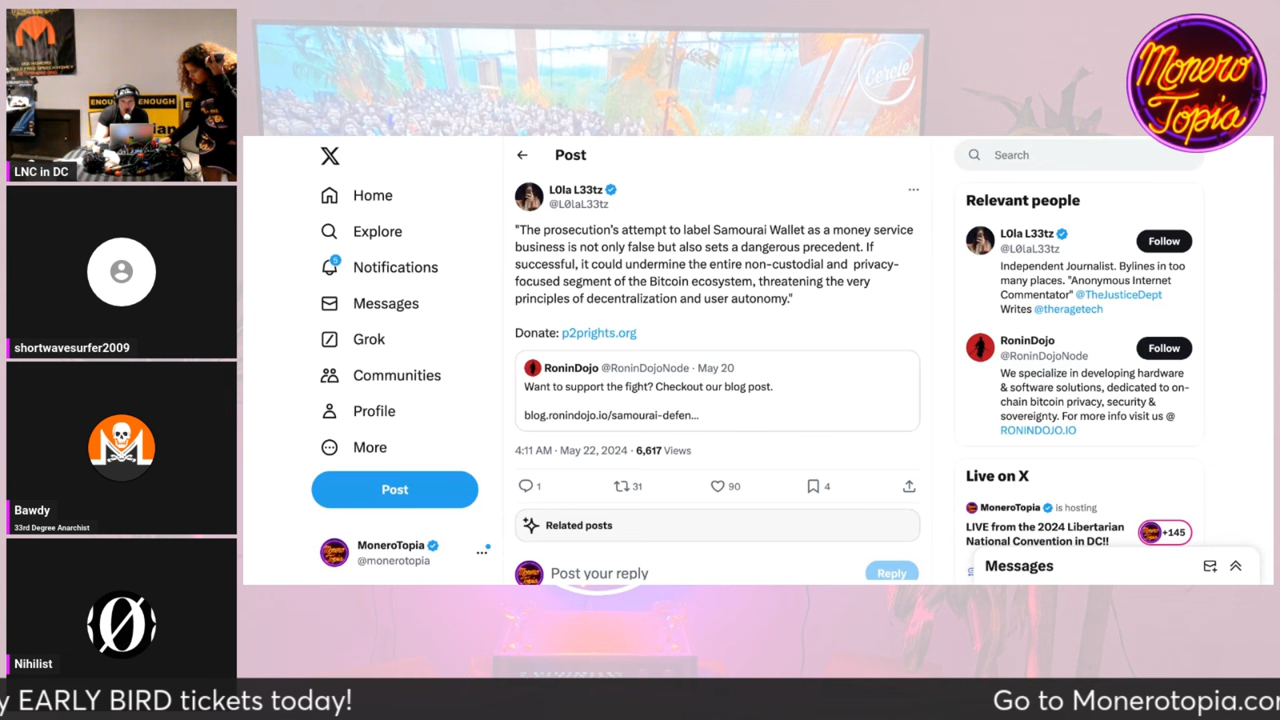 LNC in DC
shortwavesurfer2009
Bawdy
33rd Degree Anarchist
Nihilist
Monero
Topia
Cercle
ENOUGH
ENOUGH
X
Home
Explore
5
Notifications
Messages
Grok
Communities
Profile
More
Post
MoneroTopia
@monerotopia
Post
L0la L33tz
@L0laL33tz
"The prosecution's attempt to label Samourai Wallet as a money service
business is not only false but also sets a dangerous precedent. If
successful, it could undermine the entire non-custodial and privacy-
focused segment of the Bitcoin ecosystem, threatening the very
principles of decentralization and user autonomy."
Donate: p2prights.org
RoninDojo @RoninDojoNode · May 20
Want to support the fight? Checkout our blog post.
blog.ronindojo.io/samourai-defen...
4:11 AM · May 22, 2024 · 6,617 Views
1
31
90
4
Related posts
Post your reply
Reply
Search
Relevant people
L0la L33tz
@L0laL33tz
Follow
Independent Journalist. Bylines in too
many places. "Anonymous Internet
Commentator" @TheJusticeDept
Writes @theragetech
RoninDojo
@RoninDojoNode
Follow
We specialize in developing hardware
& software solutions, dedicated to on-
chain bitcoin privacy, security &
sovereignty. For more info visit us @
RONINDOJO.IO
Live on X
MoneroTopia is hosting
LIVE from the 2024 Libertarian
National Convention in DC!!
+145
Messages
y EARLY BIRD tickets today!
Go to Monerotopia.com